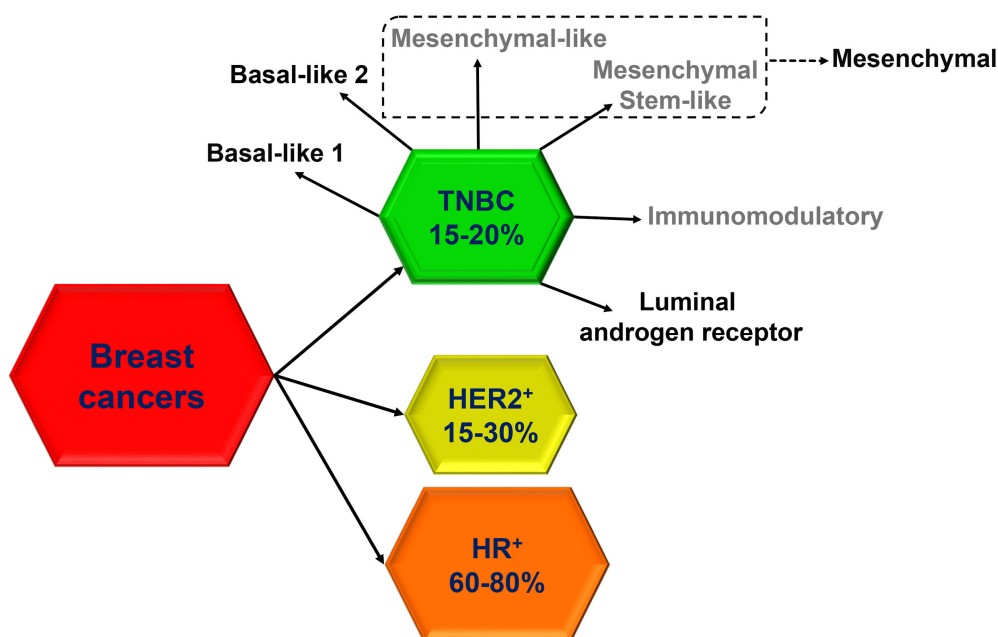 Mesenchymal-like
Mesenchymal
Basal-like 2
Mesenchymal
Stem-like
Basal-like 1
TNBC
15-20%
Immunomodulatory
Luminal
androgen receptor
Breast
cancers
HER2⁺
15-30%
HR⁺
60-80%